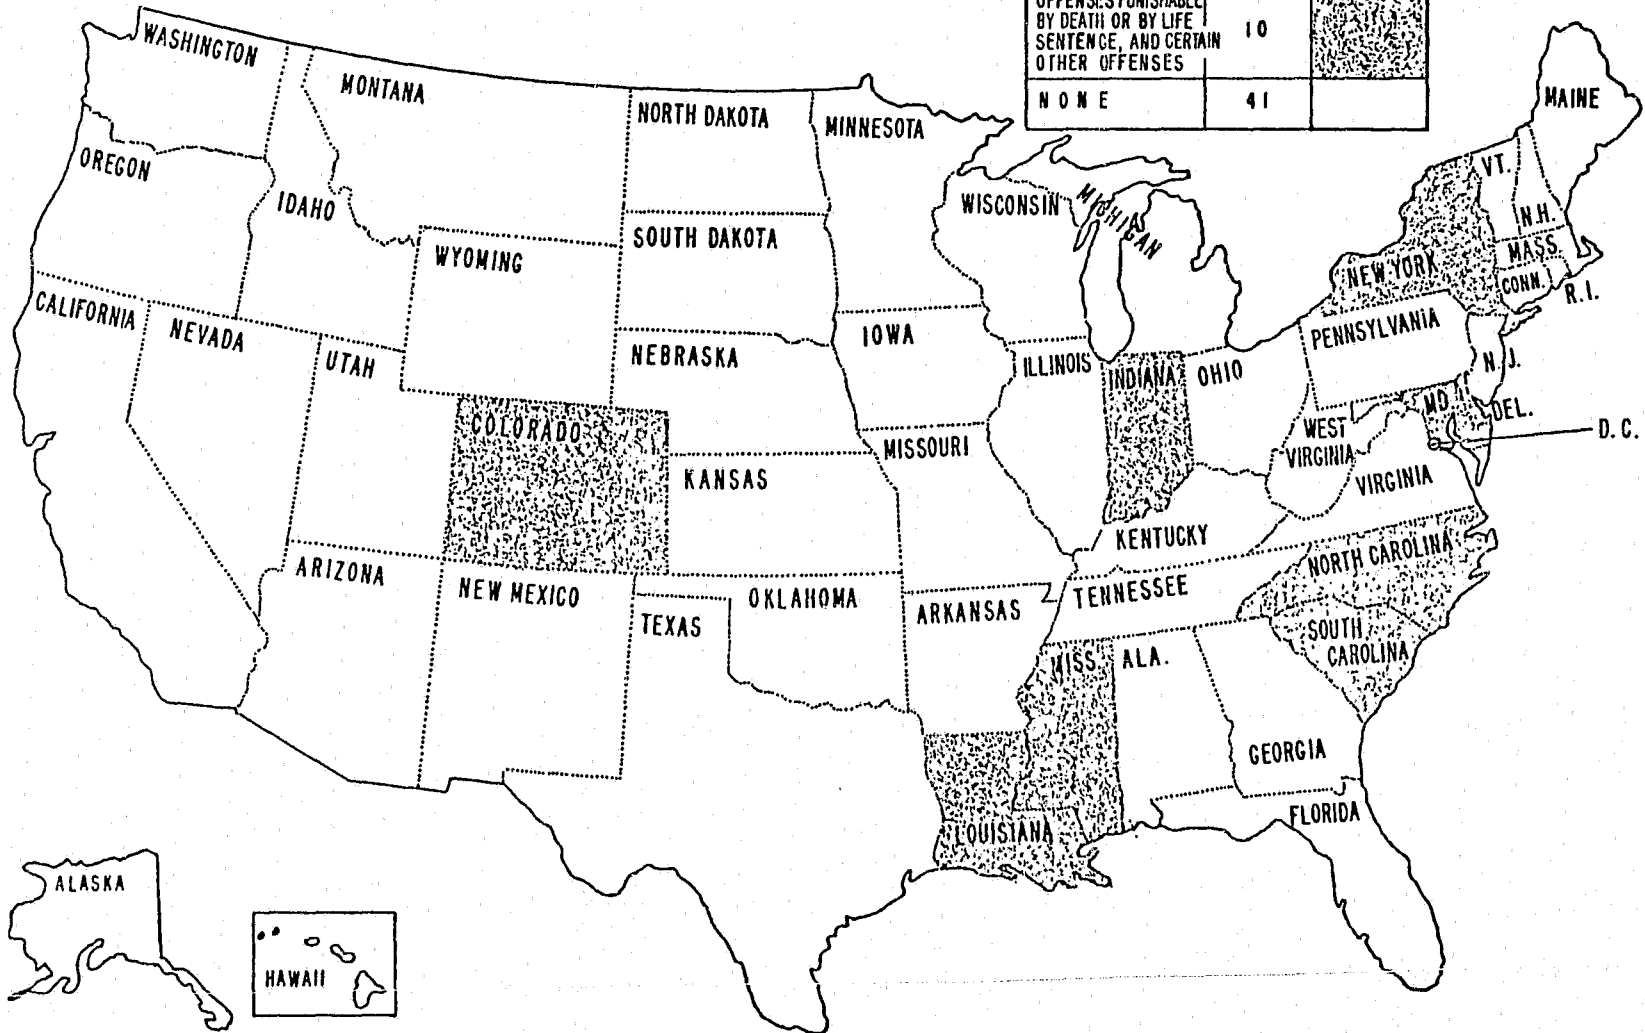 OFFENSES PUNISHABLE
BY DEATH OR BY LIFE
SENTENCE, AND CERTAIN
OTHER OFFENSES
10
NONE
41
WASHINGTON
MONTANA
NORTH DAKOTA
MINNESOTA
MAINE
OREGON
IDAHO
WYOMING
SOUTH DAKOTA
WISCONSIN
MICHIGAN
VT.
N.H.
MASS.
NEW YORK
CONN.
R.I.
CALIFORNIA
NEVADA
UTAH
NEBRASKA
IOWA
ILLINOIS
INDIANA
OHIO
PENNSYLVANIA
N.J.
MD.
DEL.
D.C.
COLORADO
KANSAS
MISSOURI
WEST
VIRGINIA
VIRGINIA
KENTUCKY
ARIZONA
NEW MEXICO
TEXAS
OKLAHOMA
ARKANSAS
TENNESSEE
NORTH CAROLINA
SOUTH
CAROLINA
MISS.
ALA.
GEORGIA
LOUISIANA
FLORIDA
ALASKA
HAWAII